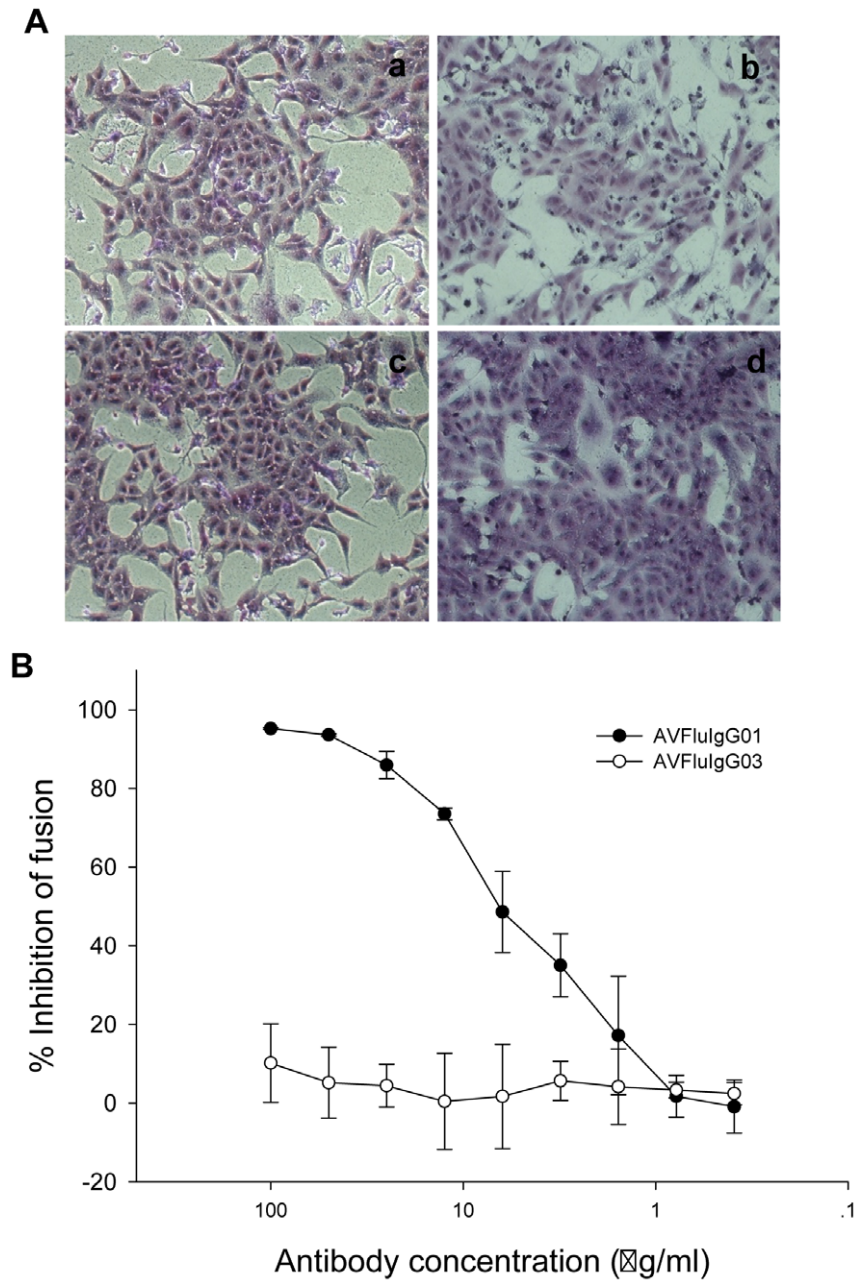 A
a
b
c
d
B
100
80
60
40
20
0
-20
% Inhibition of fusion
AVFluIgG01
AVFluIgG03
100
10
1
.1
Antibody concentration (□g/ml)